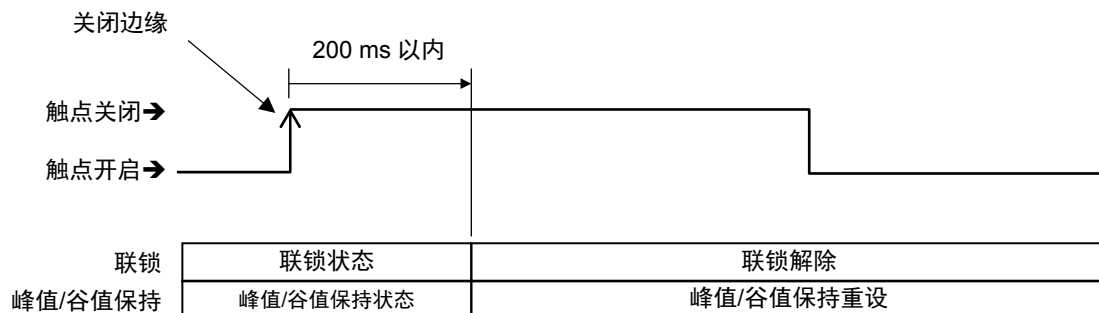 关闭边缘
200 ms 以内
触点关闭➔
触点开启➔
联锁 联锁状态 联锁解除
峰值/谷值保持 峰值/谷值保持状态 峰值/谷值保持重设